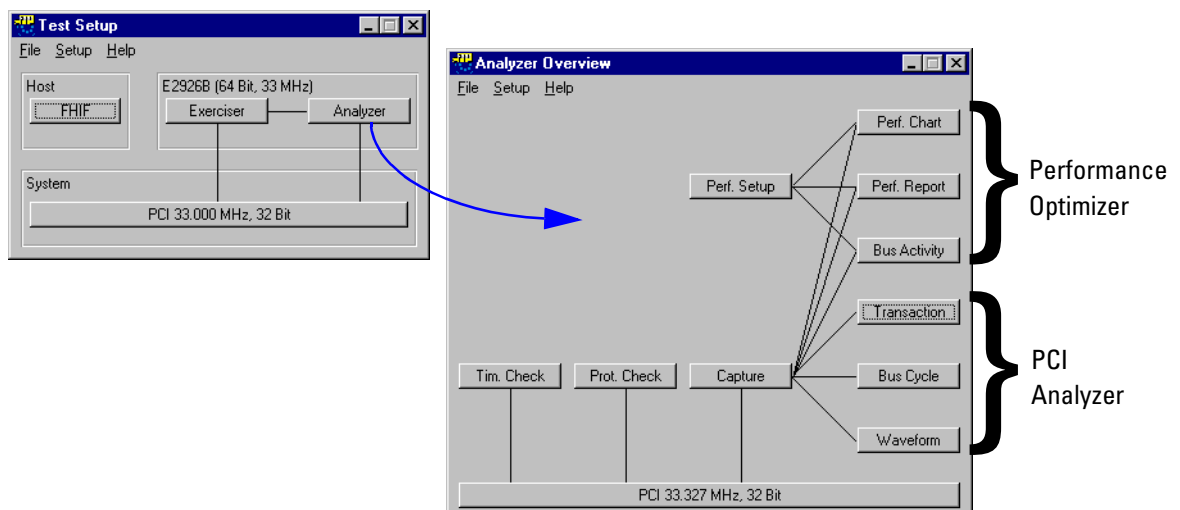 Test Setup
File Setup Help
Host
FHIF
E2926B (64 Bit, 33 MHz)
Exerciser
Analyzer
System
PCI 33.000 MHz, 32 Bit
Analyzer Overview
File Setup Help
Perf. Chart
Perf. Setup
Perf. Report
Bus Activity
Transaction
Tim. Check
Prot. Check
Capture
Bus Cycle
Waveform
PCI 33.327 MHz, 32 Bit
Performance
Optimizer
PCI
Analyzer